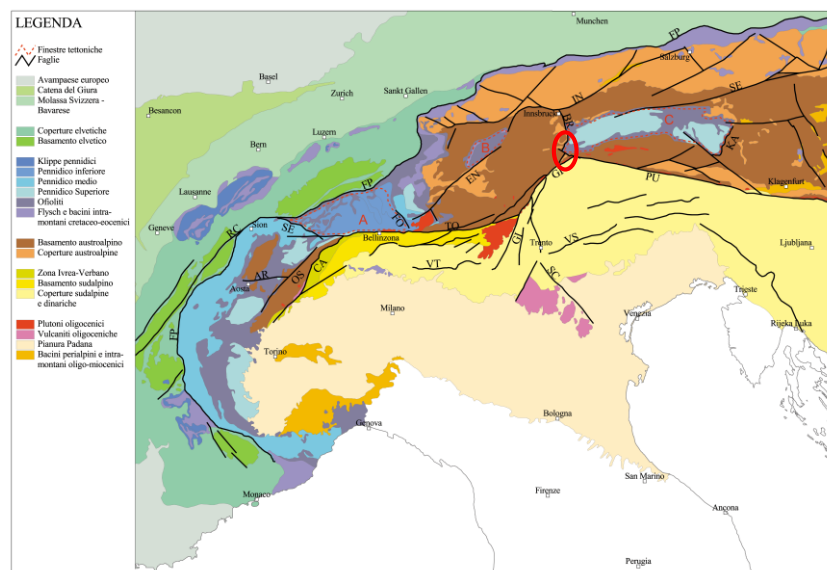 LEGENDA
Finestre tettoniche
Faglie
Avampaese europeo
Catena del Giura
Molassa Svizzera -
Bavarese
Coperture elvetiche
Basamento elvetico
Klippe pennidici
Pennidico inferiore
Pennidico medio
Pennidico Superiore
Ofioliti
Flysch e bacini intra-
montani cretaceo-eocenici
Basamento austroalpino
Coperture austroalpine
Zona Ivrea-Verbano
Basamento sudalpino
Coperture sudalpine
e dinariche
Plutoni oligocenici
Vulcaniti oligoceniche
Pianura Padana
Bacini perialpini e intra-
montani oligo-miocenici
Munchen
FP
Salzburg
Basel
Zurich
Sankt Gallen
Besancon
IN
SE
Innsbruck
BR
Luzern
C
Bern
B
KA
GI
PU
EN
FP
Klagenfurt
Lausanne
A
FO
Geneve
RC
Sion
SE
TO
Bellinzona
GI
Trento
VS
Ljubljana
CA
AR
OS
VT
SC
Aosta
Trieste
Milano
Venezia
Rijeka Luka
FP
Torino
Bologna
Genova
San Marino
Monaco
Firenze
Ancona
Perugia